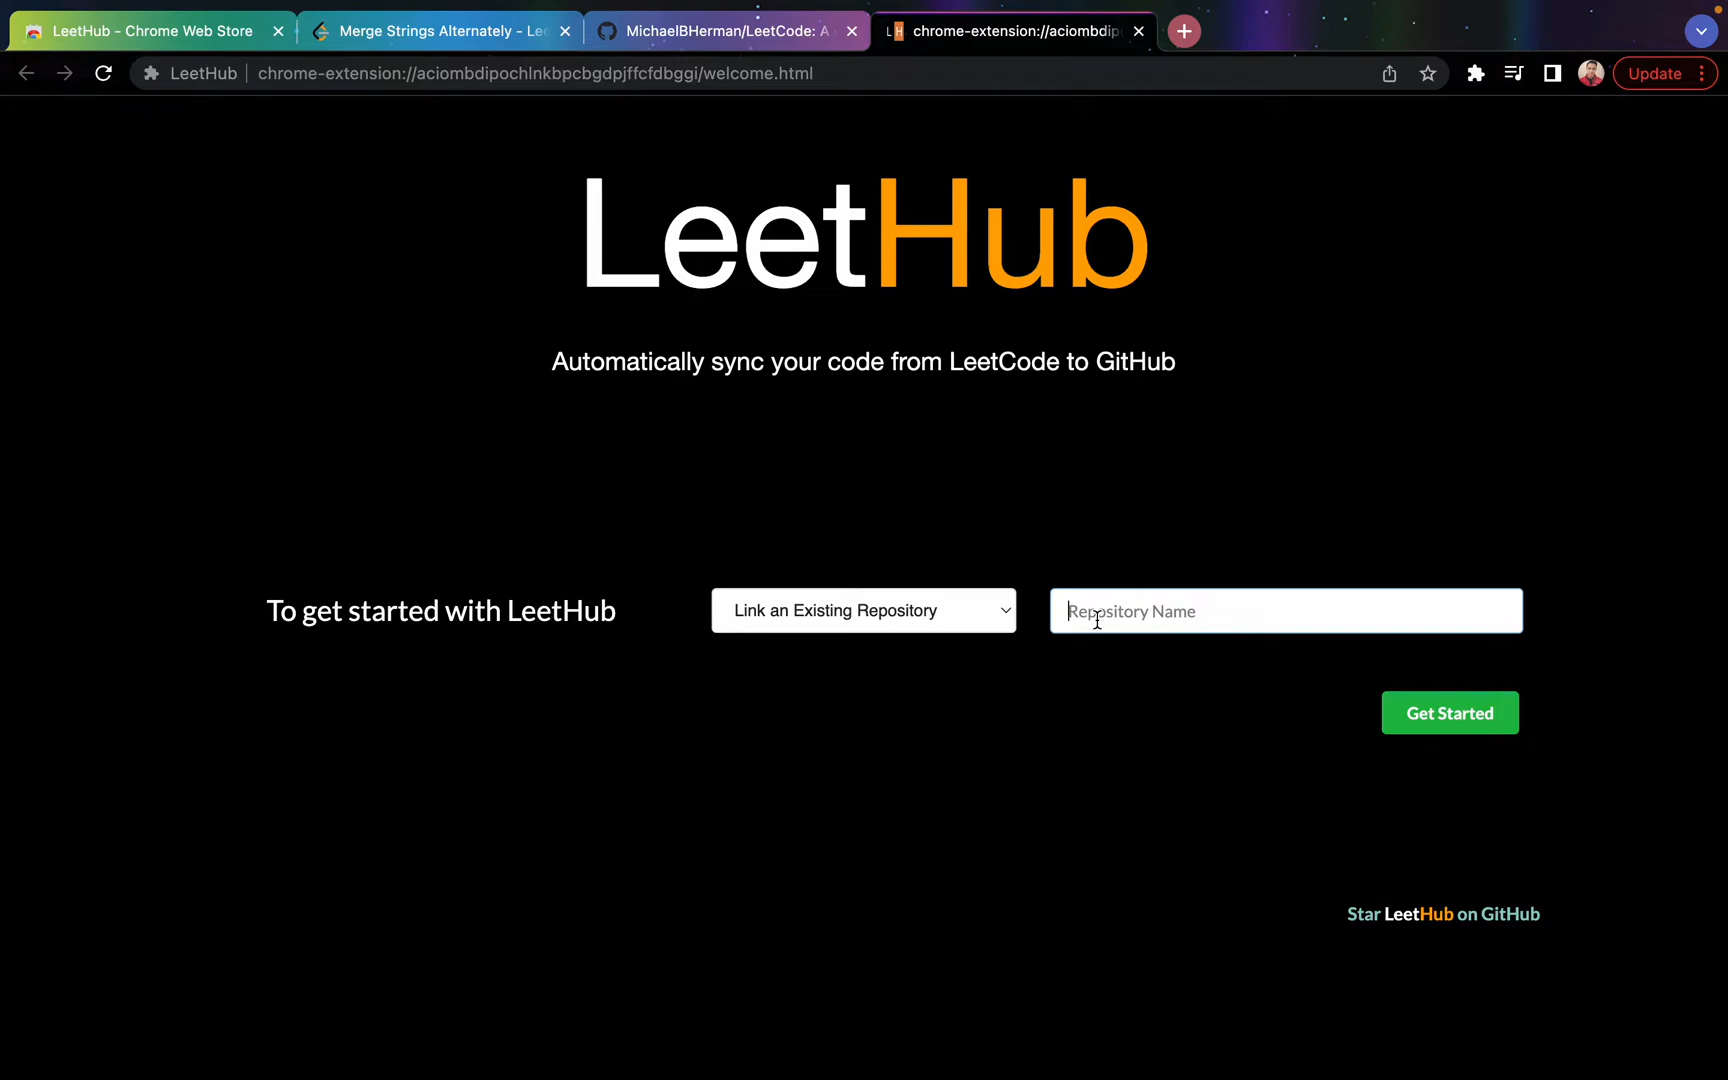 LeetHub - Chrome Web Store
Merge Strings Alternately - Lee
MichaelBHerman/LeetCode: A
LH
chrome-extension://aciombdip
LeetHub
chrome-extension://aciombdipochlnkbpcbgdpjffcfdbggi/welcome.html
Update
LeetHub
Automatically sync your code from LeetCode to GitHub
To get started with LeetHub
Link an Existing Repository
Repository Name
Get Started
Star LeetHub on GitHub